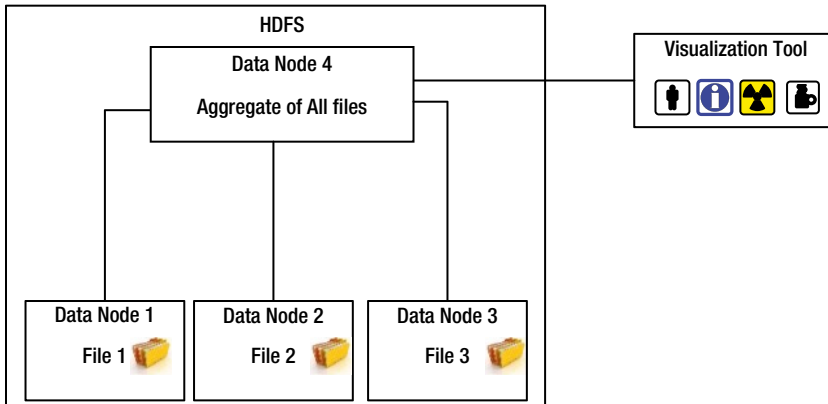 HDFS
Data Node 4
Aggregate of All files
Visualization Tool
Data Node 1
File 1
Data Node 2
File 2
Data Node 3
File 3